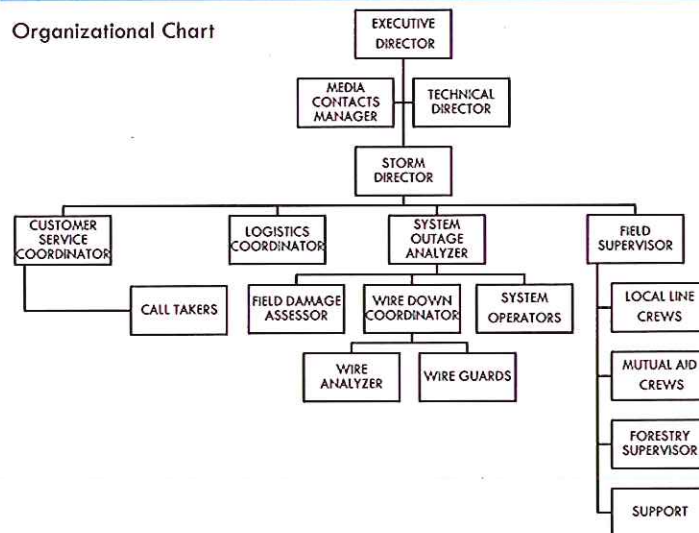 Organizational Chart
EXECUTIVE
DIRECTOR
MEDIA
CONTACTS
MANAGER
TECHNICAL
DIRECTOR
STORM
DIRECTOR
CUSTOMER
SERVICE
COORDINATOR
LOGISTICS
COORDINATOR
SYSTEM
OUTAGE
ANALYZER
FIELD
SUPERVISOR
CALL TAKERS
FIELD DAMAGE
ASSESSOR
WIRE DOWN
COORDINATOR
SYSTEM
OPERATORS
LOCAL LINE
CREWS
WIRE
ANALYZER
WIRE GUARDS
MUTUAL AID
CREWS
FORESTRY
SUPERVISOR
SUPPORT